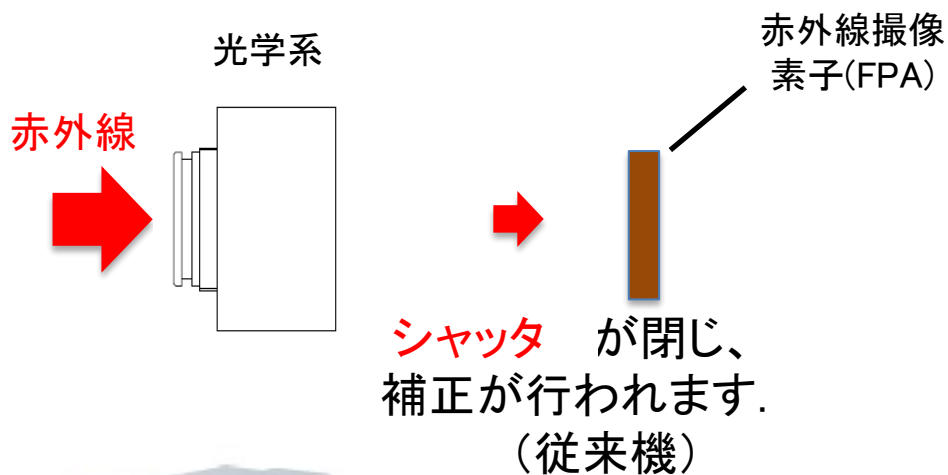 光学系
赤外線撮像
素子(FPA)
赤外線
シャッタ が閉じ、
補正が行われます.
（従来機）